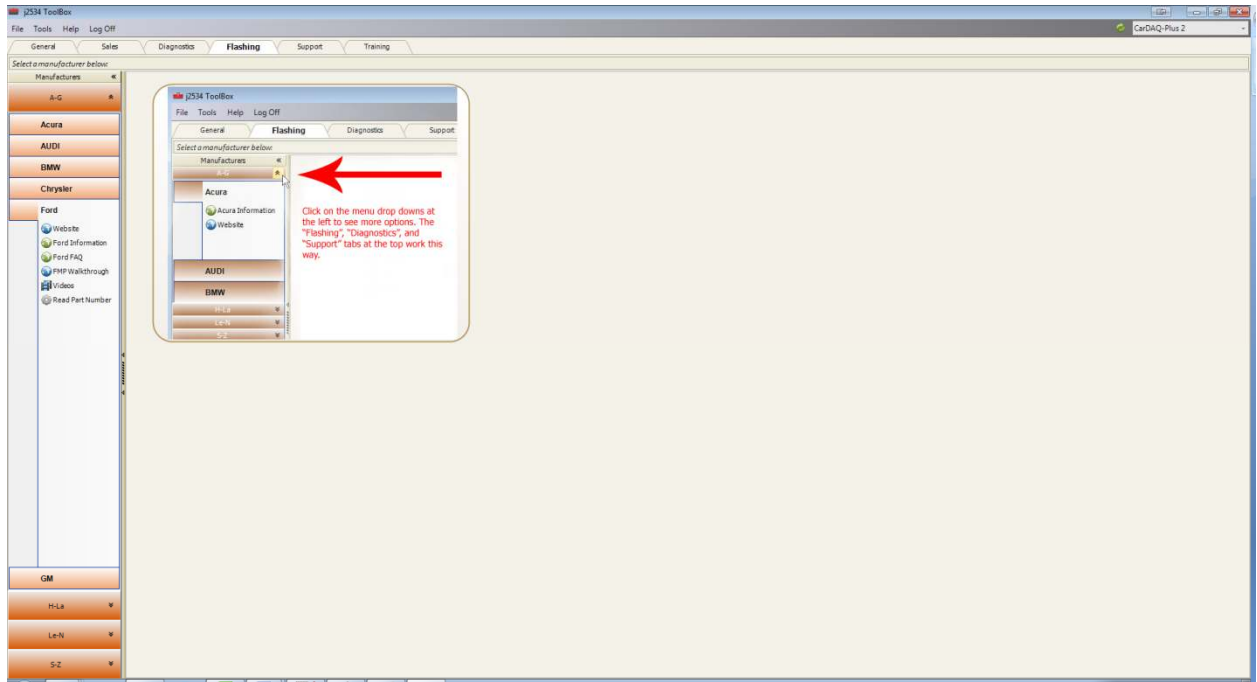 j2534 ToolBox
File Tools Help Log Off
CarDAQ-Plus 2
General Sales Diagnostics Flashing Support Training
Select a manufacturer below:
Manufacturers «
A-G
Acura
AUDI
BMW
Chrysler
Ford
Website
Ford Information
Ford FAQ
FMP Walkthrough
Videos
Read Part Number
GM
H-La
Le-N
S-Z
j2534 ToolBox
File Tools Help Log Off
General Flashing Diagnostics Support
Select a manufacturer below:
Manufacturers «
A-G
Acura
Acura Information
Website
AUDI
BMW
H-La
Le-N
S-Z
Click on the menu drop downs at
the left to see more options. The
"Flashing", "Diagnostics", and
"Support" tabs at the top work this
way.